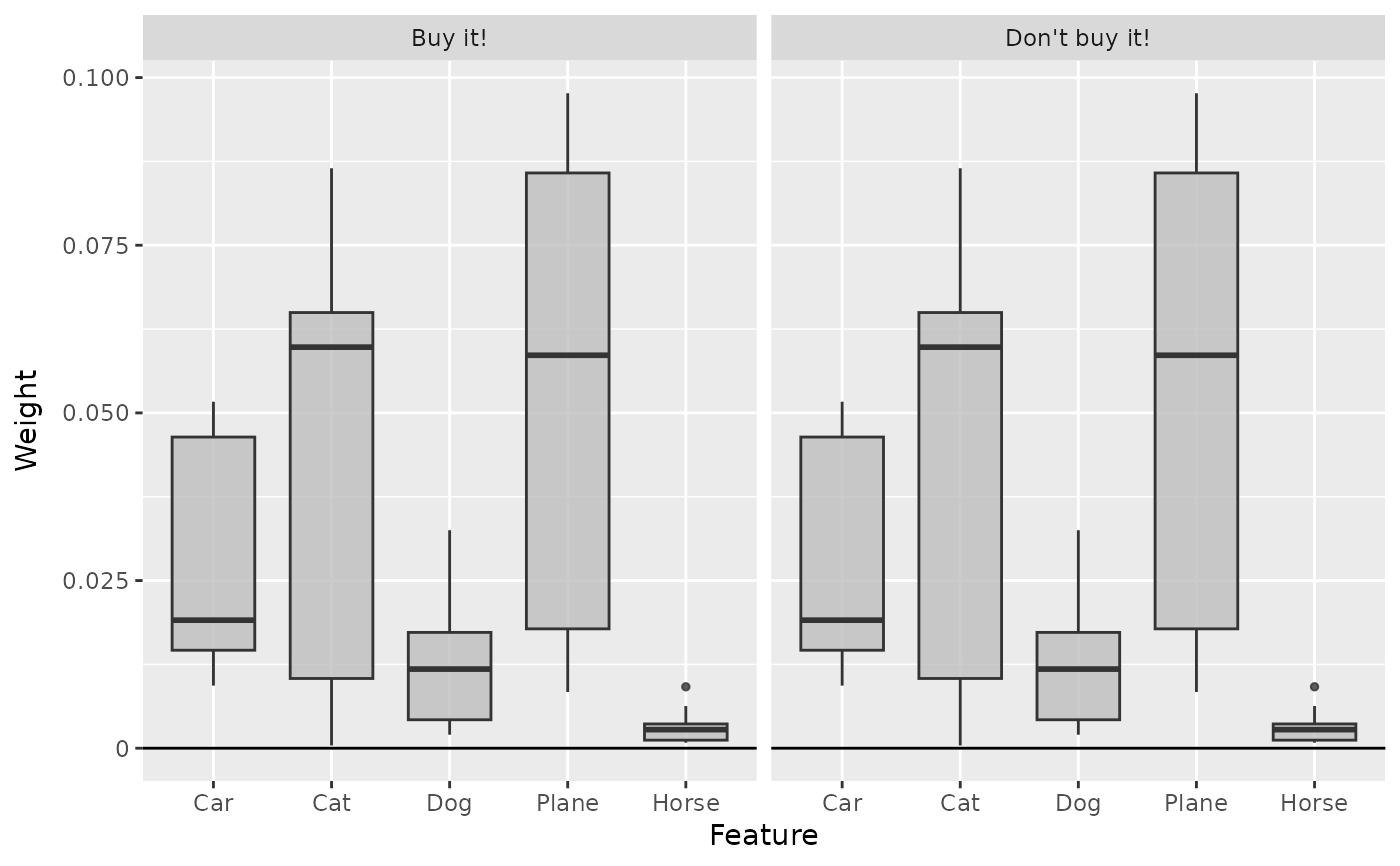 Buy it!
Don't buy it!
0.100
0.075
0.050
0.025
0
Weight
Car Cat Dog Plane Horse
Car Cat Dog Plane Horse
Feature